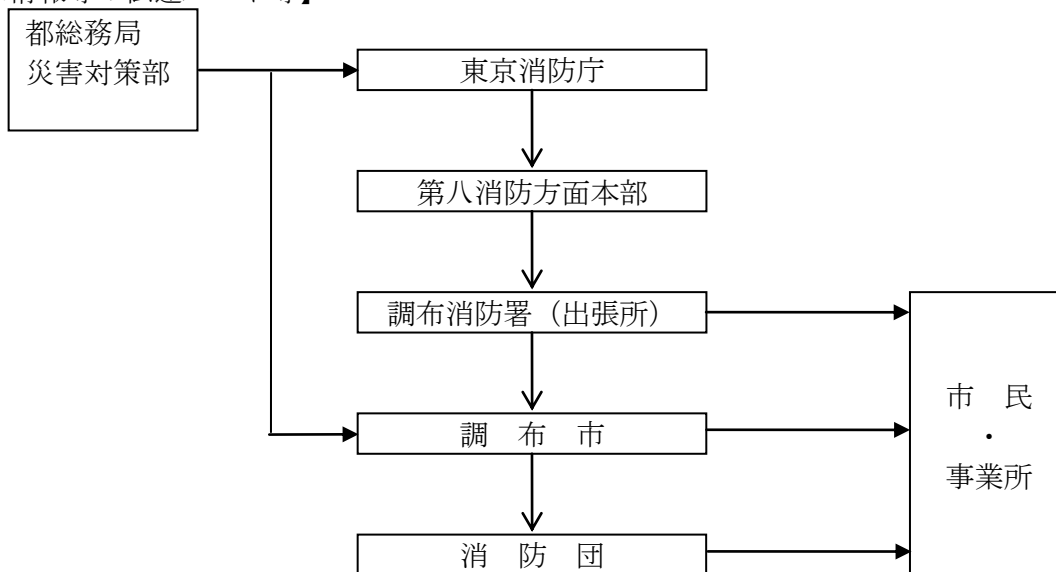 都総務局
災害対策部
東京消防庁
第八消防方面本部
調布消防署（出張所）
調　布　市
消　防　団
市　民
・
事業所